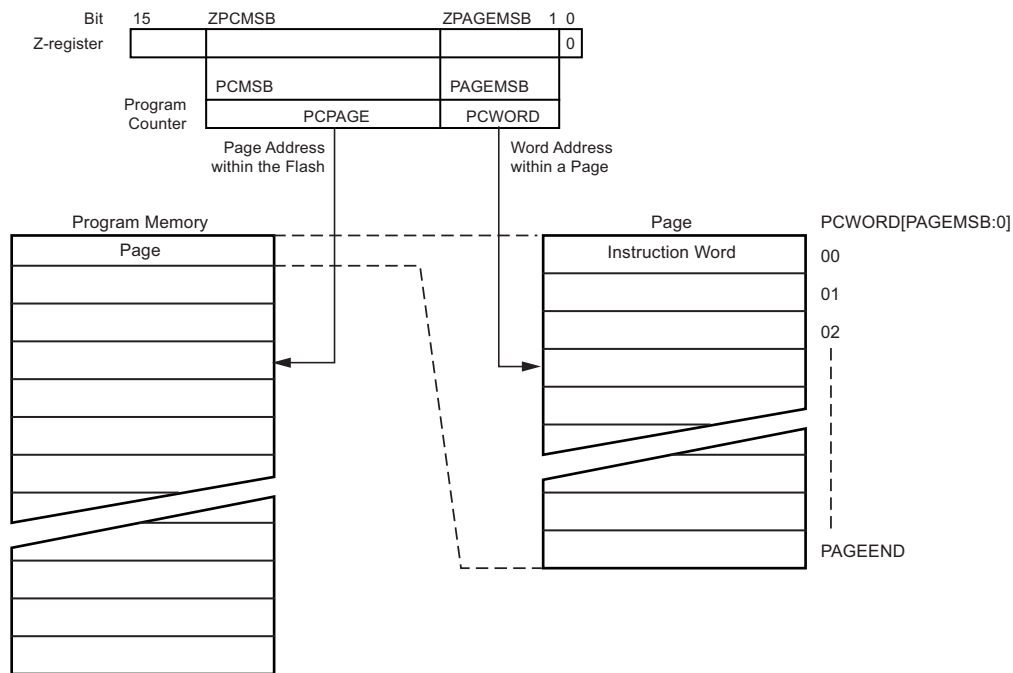 Bit 15 ZPCMSB ZPAGEMSB 1 0
Z-register 0
PCMSB PAGEMSB
Program
Counter
PCPAGE PCWORD
Page Address
within the Flash
Word Address
within a Page
Program Memory Page PCWORD[PAGEMSB:0]
Page Instruction Word 00
01
02
PAGEEND